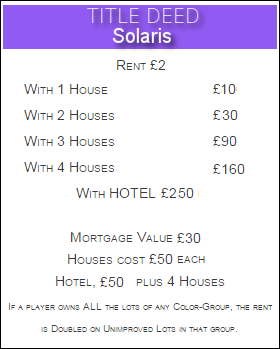 TITLE DEED
Solaris
Rent £2
With 1 House £10
With 2 Houses £30
With 3 Houses £90
With 4 Houses £160
With HOTEL £250
Mortgage Value £30
Houses cost £50 each
Hotel, £50 plus 4 Houses
If a player owns ALL the lots of any Color-Group, the rent
is Doubled on Unimproved Lots in that group.